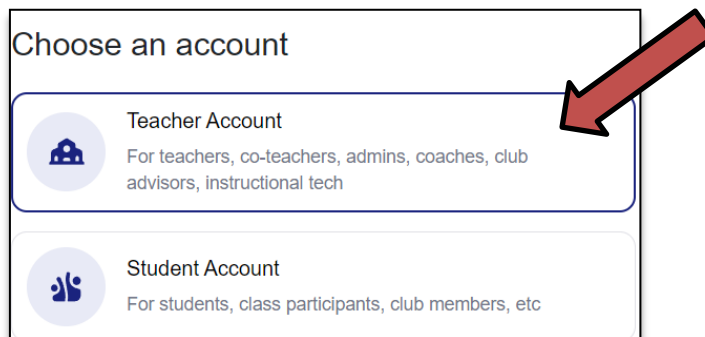 Choose an account
Teacher Account
For teachers, co-teachers, admins, coaches, club
advisors, instructional tech
Student Account
For students, class participants, club members, etc